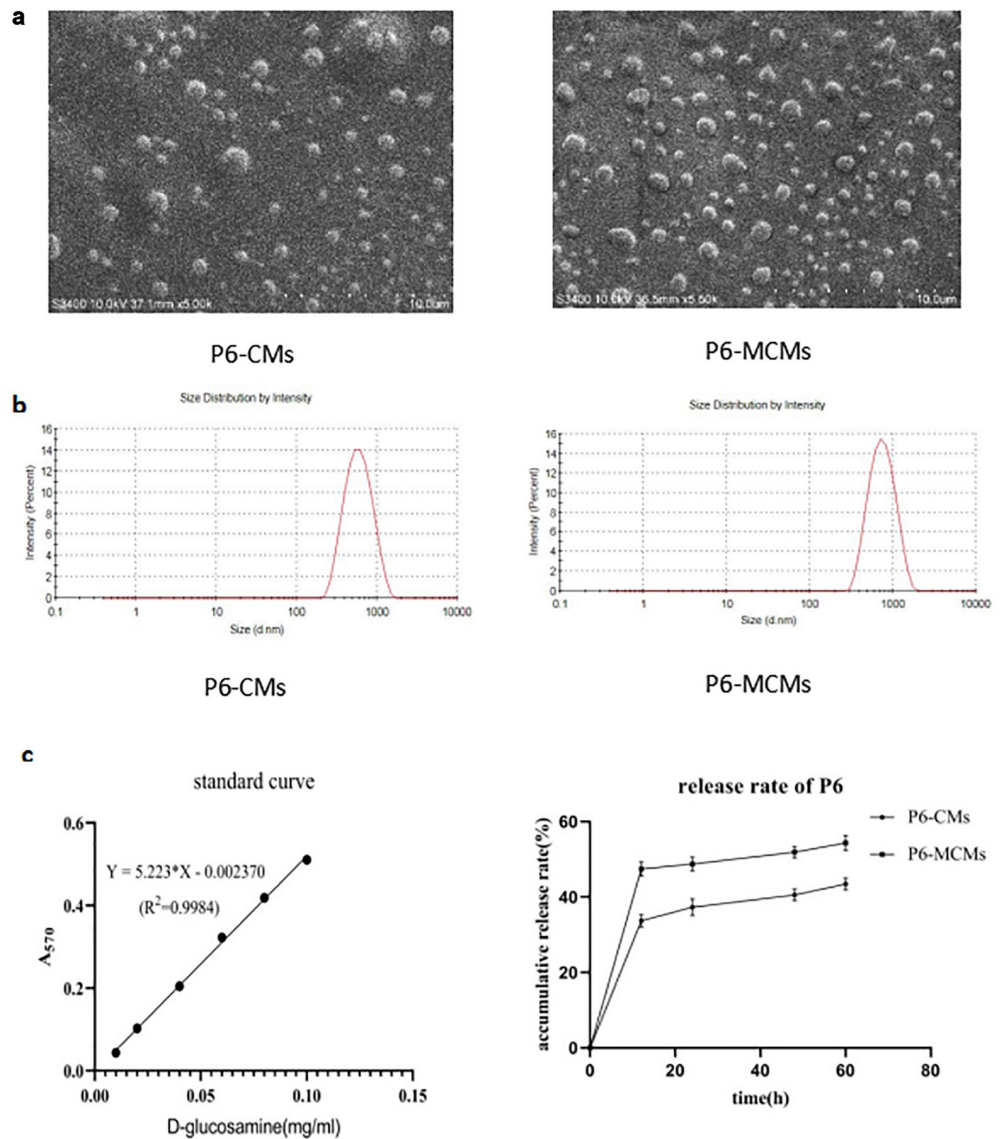 a
S3400 10.0kV 37.1mm x5.00k 10.0um
P6-CMs
S3400 10.0kV 36.5mm x5.50k 10.0um
P6-MCMs
b
Size Distribution by Intensity
Intensity (Percent)
16
14
12
10
8
6
4
2
0
0.1 1 10 100 1000 10000
Size (d.nm)
P6-CMs
Size Distribution by Intensity
Intensity (Percent)
16
14
12
10
8
6
4
2
0
0.1 1 10 100 1000 10000
Size (d.nm)
P6-MCMs
c
standard curve
A570
0.6
0.4
0.2
0.0
Y = 5.223*X - 0.002370
(R²=0.9984)
0.00 0.05 0.10 0.15
D-glucosamine(mg/ml)
release rate of P6
accumulative release rate(%)
60
40
20
0
0 20 40 60 80
time(h)
P6-CMs
P6-MCMs